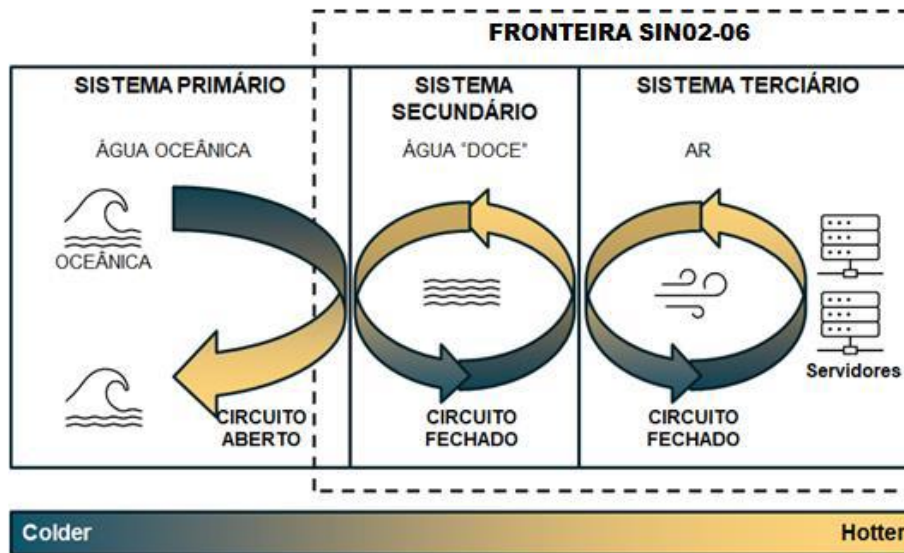 FRONTEIRA SIN02-06
SISTEMA PRIMÁRIO
ÁGUA OCEÂNICA
OCEÂNICA
CIRCUITO
ABERTO
SISTEMA
SECUNDÁRIO
ÁGUA "DOCE"
CIRCUITO
FECHADO
SISTEMA TERCIÁRIO
AR
Servidores
CIRCUITO
FECHADO
Colder
Hotter